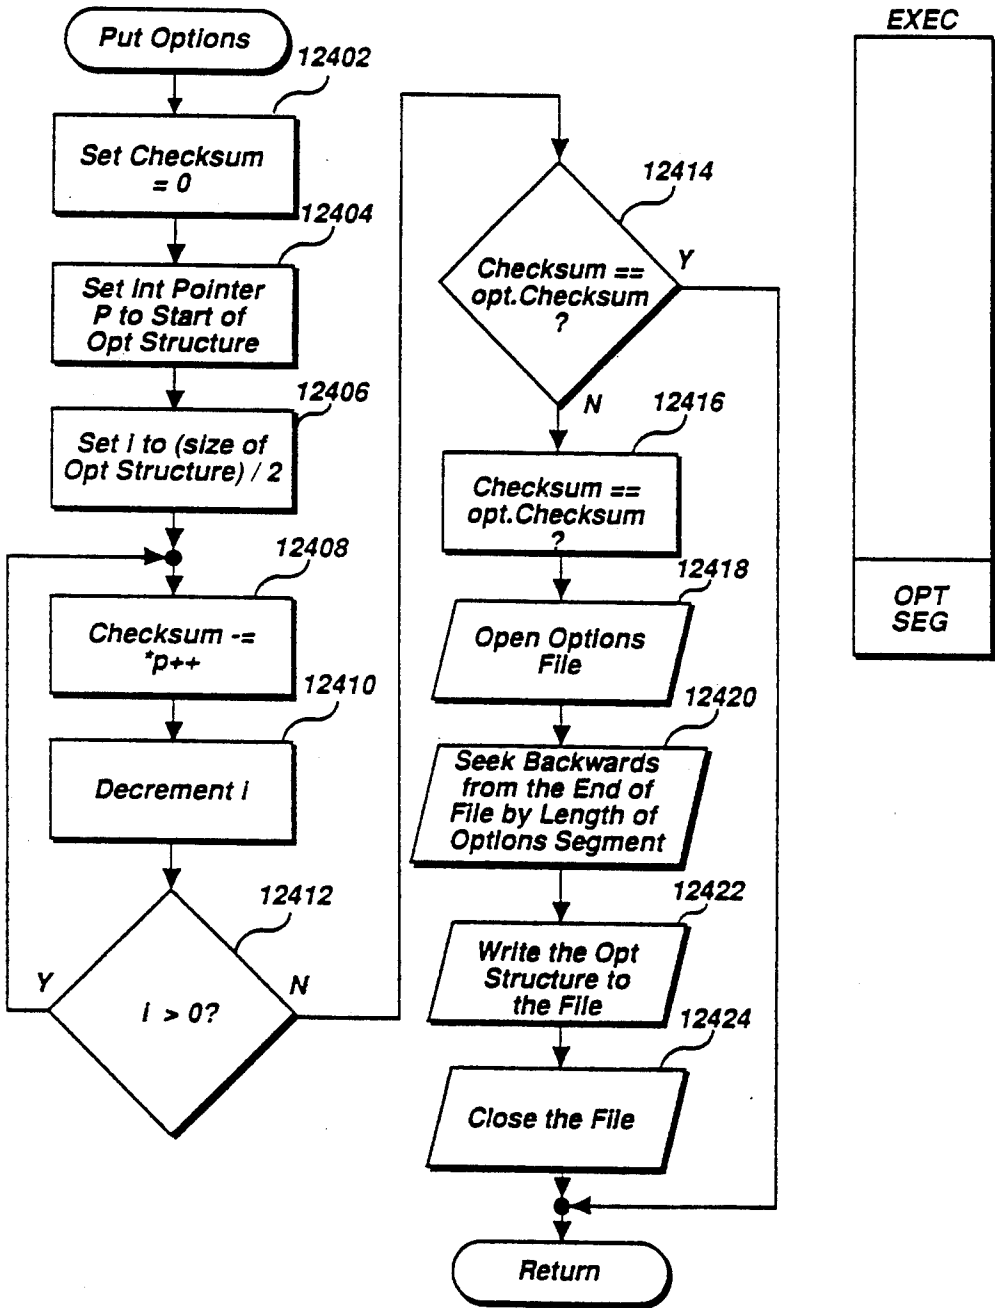 Put Options
12402
Set Checksum
= 0
12404
Set Int Pointer
P to Start of
Opt Structure
12406
Set i to (size of
Opt Structure) / 2
12408
Checksum -=
*p++
12410
Decrement i
12412
Y
i > 0?
N
12414
Checksum ==
opt.Checksum
?
Y
N
12416
Checksum ==
opt.Checksum
?
12418
Open Options
File
12420
Seek Backwards
from the End of
File by Length of
Options Segment
12422
Write the Opt
Structure to
the File
12424
Close the File
Return
EXEC
OPT
SEG